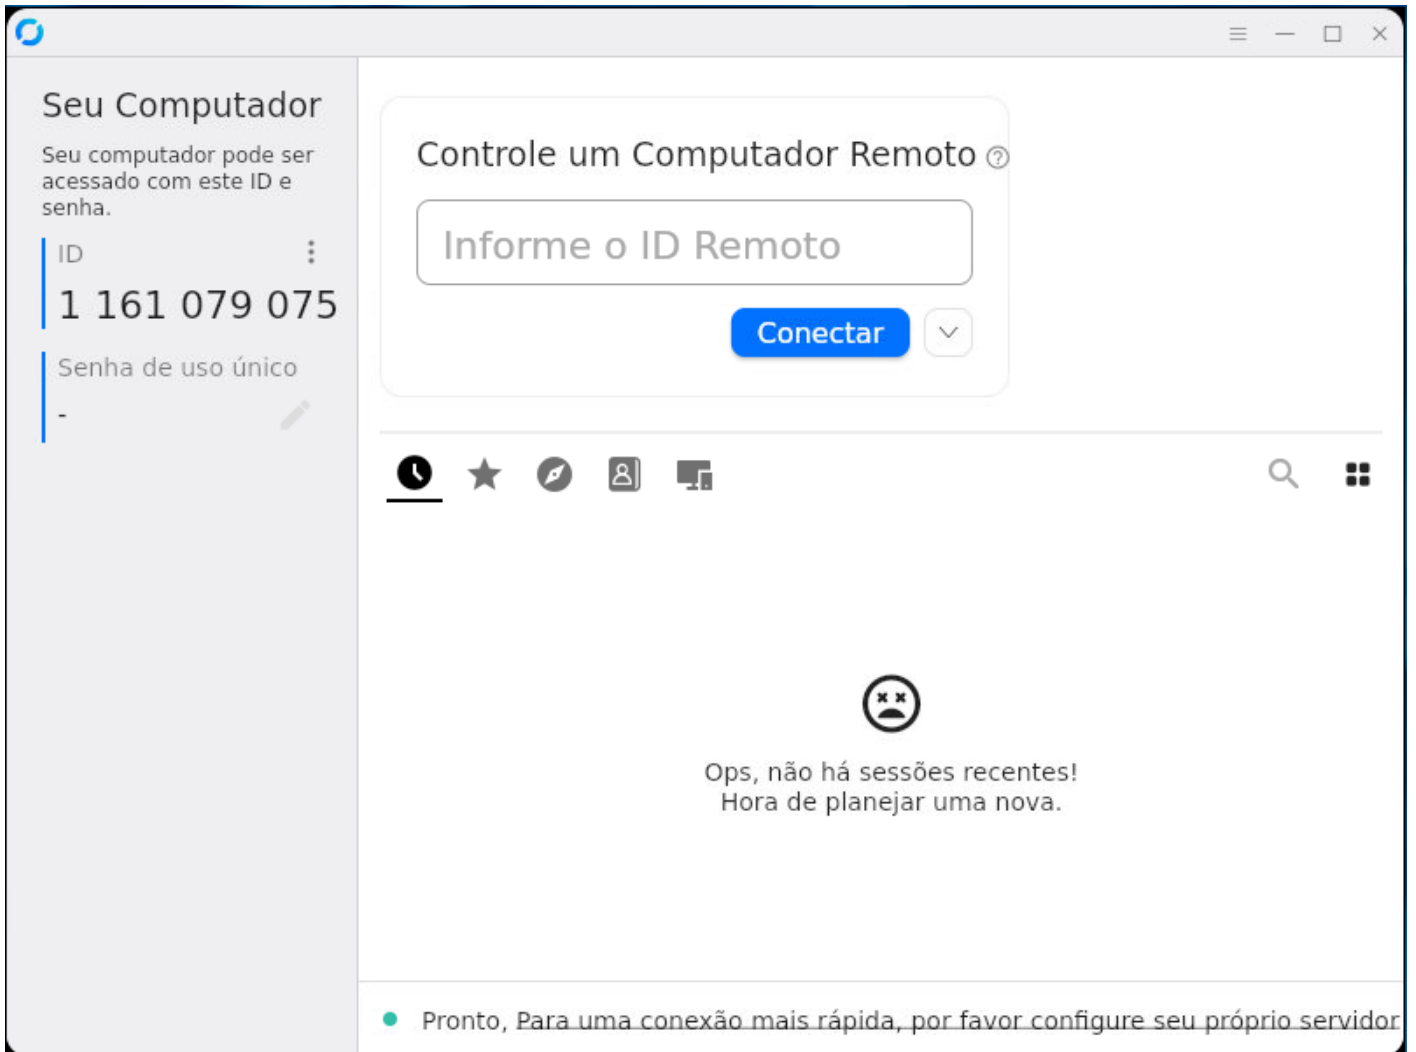 Seu Computador
Seu computador pode ser
acessado com este ID e
senha.
ID
1 161 079 075
Senha de uso único
-
Controle um Computador Remoto
Informe o ID Remoto
Conectar
Ops, não há sessões recentes!
Hora de planejar uma nova.
Pronto, Para uma conexão mais rápida, por favor configure seu próprio servidor